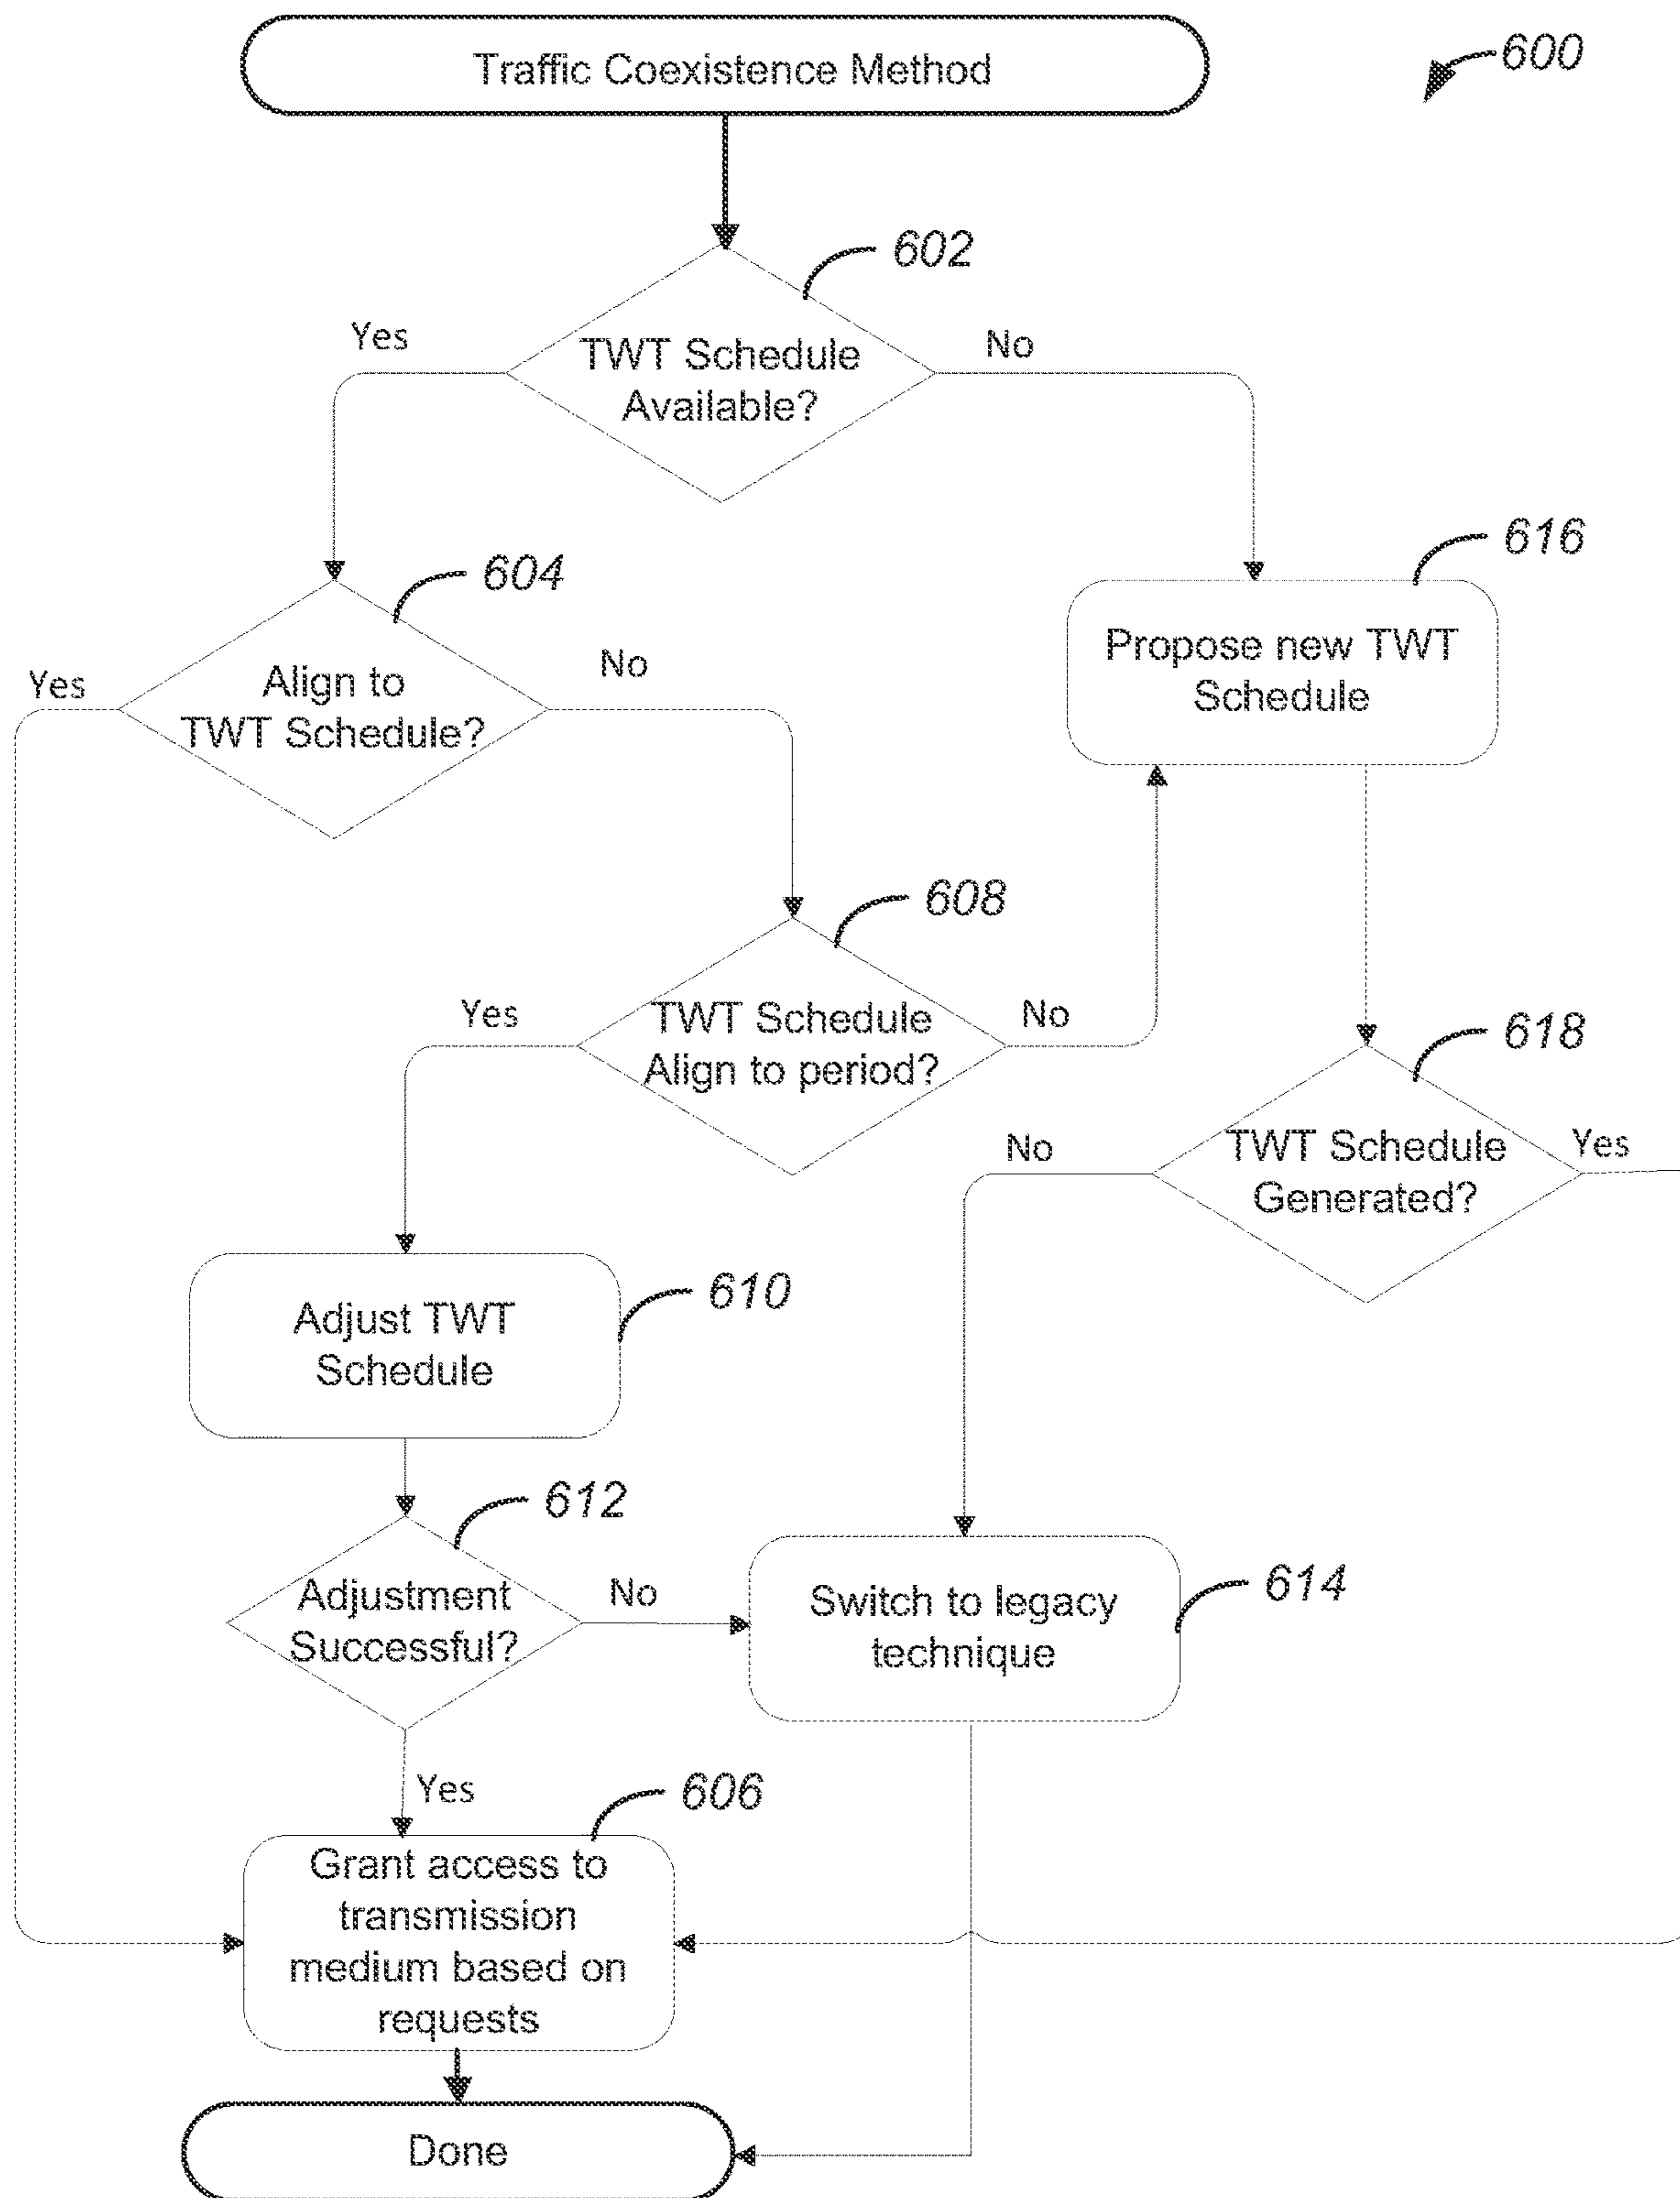 Traffic Coexistence Method
600
602
Yes
No
TWT Schedule
Available?
616
604
Propose new TWT
Schedule
Yes
No
Align to
TWT Schedule?
608
Yes
No
TWT Schedule
Align to period?
618
No
Yes
TWT Schedule
Generated?
610
Adjust TWT
Schedule
612
Adjustment
Successful?
No
614
Switch to legacy
technique
Yes
606
Grant access to
transmission
medium based on
requests
Done